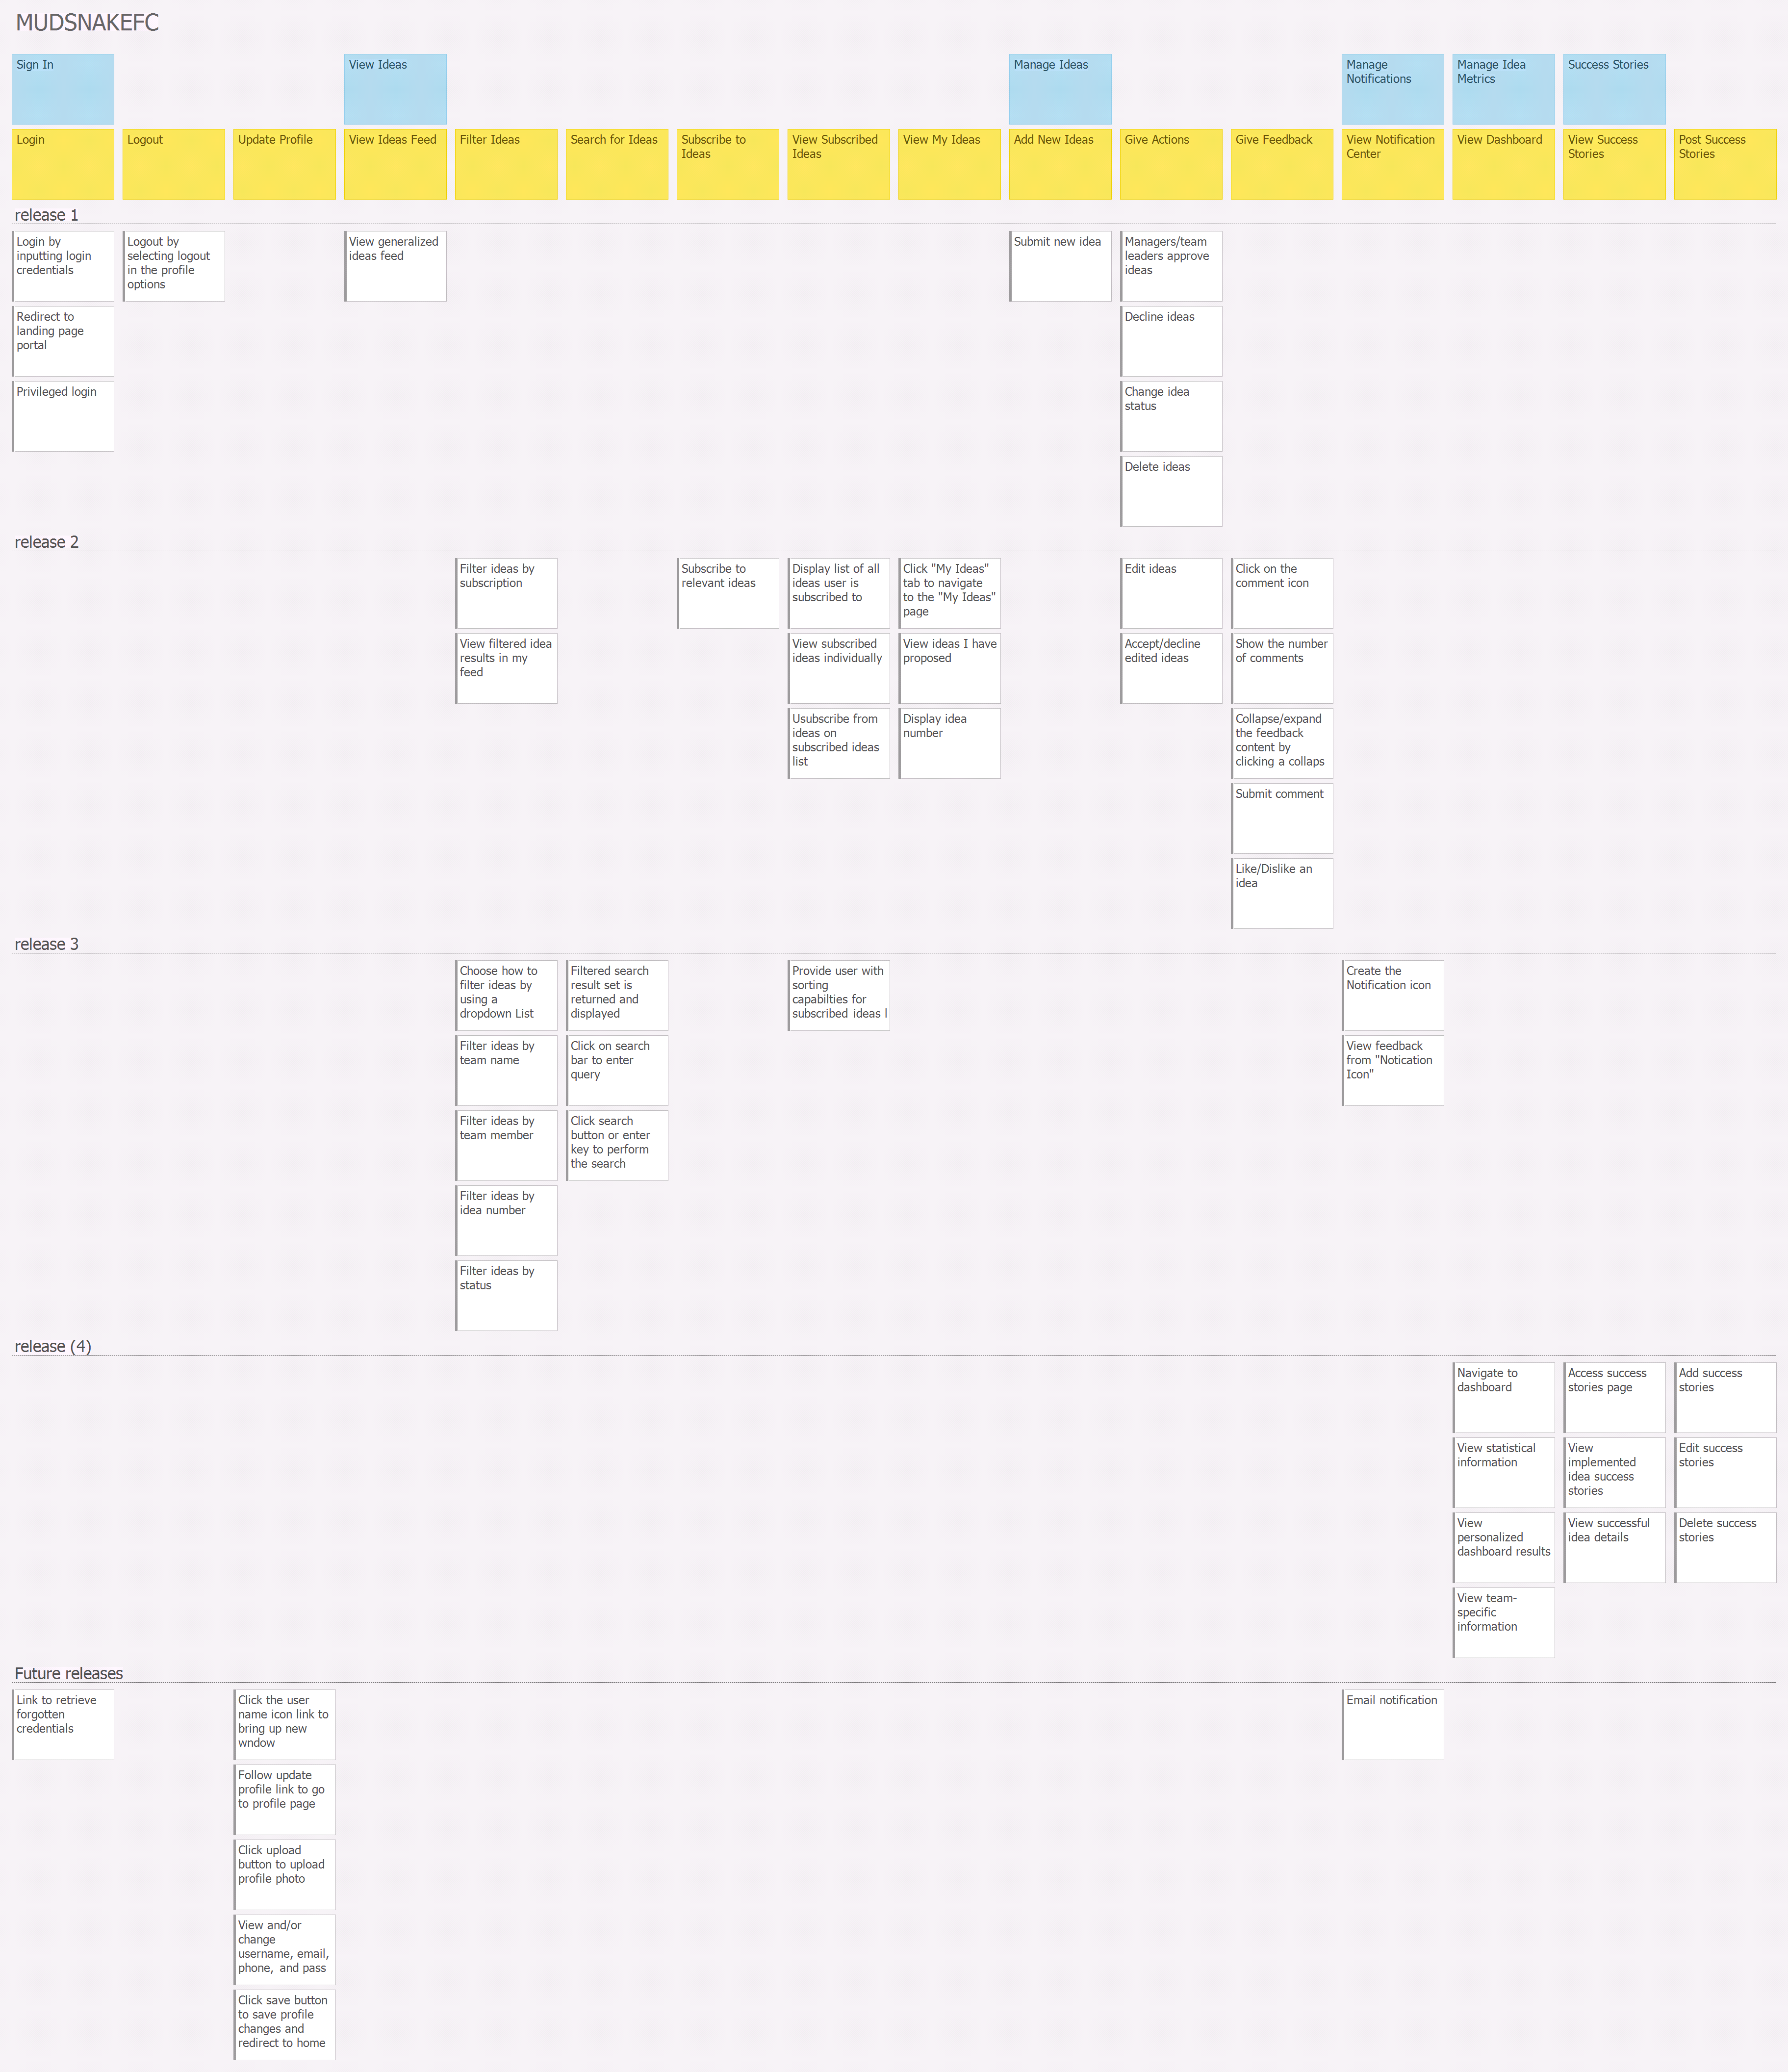 MUDSNAKEFC
Sign In
View Ideas
Manage Ideas
Manage
Notifications
Manage Idea
Metrics
Success Stories
Login
Logout
Update Profile
View Ideas Feed
Filter Ideas
Search for Ideas
Subscribe to
Ideas
View Subscribed
Ideas
View My Ideas
Add New Ideas
Give Actions
Give Feedback
View Notification
Center
View Dashboard
View Success
Stories
Post Success
Stories
release 1
Login by
inputting login
credentials
Logout by
selecting logout
in the profile
options
View generalized
ideas feed
Submit new idea
Managers/team
leaders approve
ideas
Redirect to
landing page
portal
Decline ideas
Privileged login
Change idea
status
Delete ideas
release 2
Filter ideas by
subscription
Subscribe to
relevant ideas
Display list of all
ideas user is
subscribed to
Click "My Ideas"
tab to navigate
to the "My Ideas"
page
Edit ideas
Click on the
comment icon
View filtered idea
results in my
feed
View subscribed
ideas individually
View ideas I have
proposed
Accept/decline
edited ideas
Show the number
of comments
Usubscribe from
ideas on
subscribed ideas
list
Display idea
number
Collapse/expand
the feedback
content by
clicking a collaps
Submit comment
Like/Dislike an
idea
release 3
Choose how to
filter ideas by
using a
dropdown List
Filtered search
result set is
returned and
displayed
Provide user with
sorting
capabilties for
subscribed ideas l
Create the
Notification icon
Filter ideas by
team name
Click on search
bar to enter
query
View feedback
from "Notication
Icon"
Filter ideas by
team member
Click search
button or enter
key to perform
the search
Filter ideas by
idea number
Filter ideas by
status
release (4)
Navigate to
dashboard
Access success
stories page
Add success
stories
View statistical
information
View
implemented
idea success
stories
Edit success
stories
View
personalized
dashboard results
View successful
idea details
Delete success
stories
View team-
specific
information
Future releases
Link to retrieve
forgotten
credentials
Click the user
name icon link to
bring up new
wndow
Email notification
Follow update
profile link to go
to profile page
Click upload
button to upload
profile photo
View and/or
change
username, email,
phone, and pass
Click save button
to save profile
changes and
redirect to home